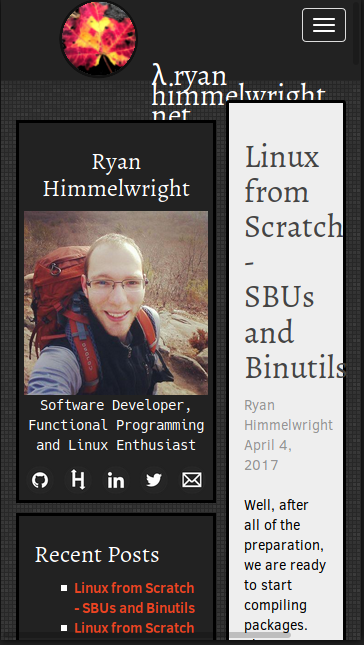 λ.ryan
himmelwright
net
Ryan
Himmelwright
Software Developer,
Functional Programming
and Linux Enthusiast
Recent Posts
Linux from Scratch
- SBUs and Binutils
Linux from Scratch
Linux
from
Scratch
-
SBUs
and
Binutils
Ryan
Himmelwright
April 4,
2017
Well, after
all of the
preparation,
we are ready
to start
compiling
packages.